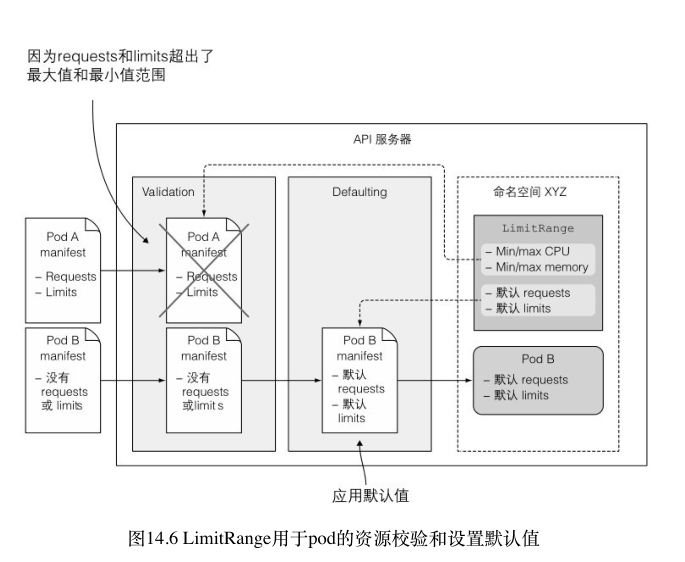 因为requests和limits超出了
最大值和最小值范围
API 服务器
Validation
Defaulting
命名空间 XYZ
Pod A
manifest
– Requests
– Limits
Pod A
manifest
– Requests
– Limits
LimitRange
– Min/max CPU
– Min/max memory
– 默认 requests
– 默认 limits
Pod B
manifest
– 没有
requests
或 limits
Pod B
manifest
– 没有
requests
或limits
Pod B
manifest
– 默认
requests
– 默认
limits
Pod B
– 默认 requests
– 默认 limits
应用默认值
图14.6 LimitRange用于pod的资源校验和设置默认值